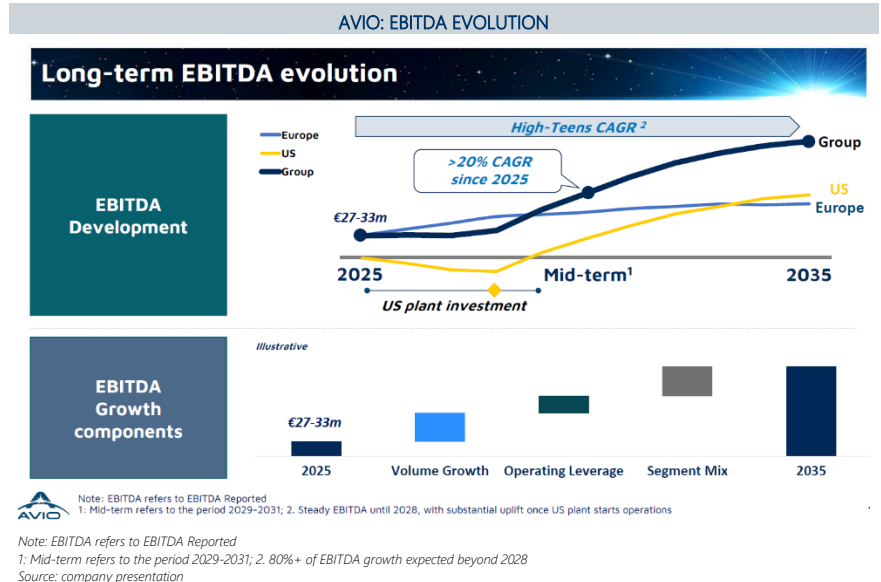 AVIO: EBITDA EVOLUTION
Long-term EBITDA evolution
EBITDA
Development
Europe
US
Group
High-Teens CAGR ²
>20% CAGR
since 2025
Group
US
Europe
€27-33m
2025
Mid-term¹
2035
US plant investment
EBITDA
Growth
components
Illustrative
€27-33m
2025
Volume Growth
Operating Leverage
Segment Mix
2035
AVIO
Note: EBITDA refers to EBITDA Reported
1: Mid-term refers to the period 2029-2031; 2. Steady EBITDA until 2028, with substantial uplift once US plant starts operations
Note: EBITDA refers to EBITDA Reported
1: Mid-term refers to the period 2029-2031; 2. 80%+ of EBITDA growth expected beyond 2028
Source: company presentation